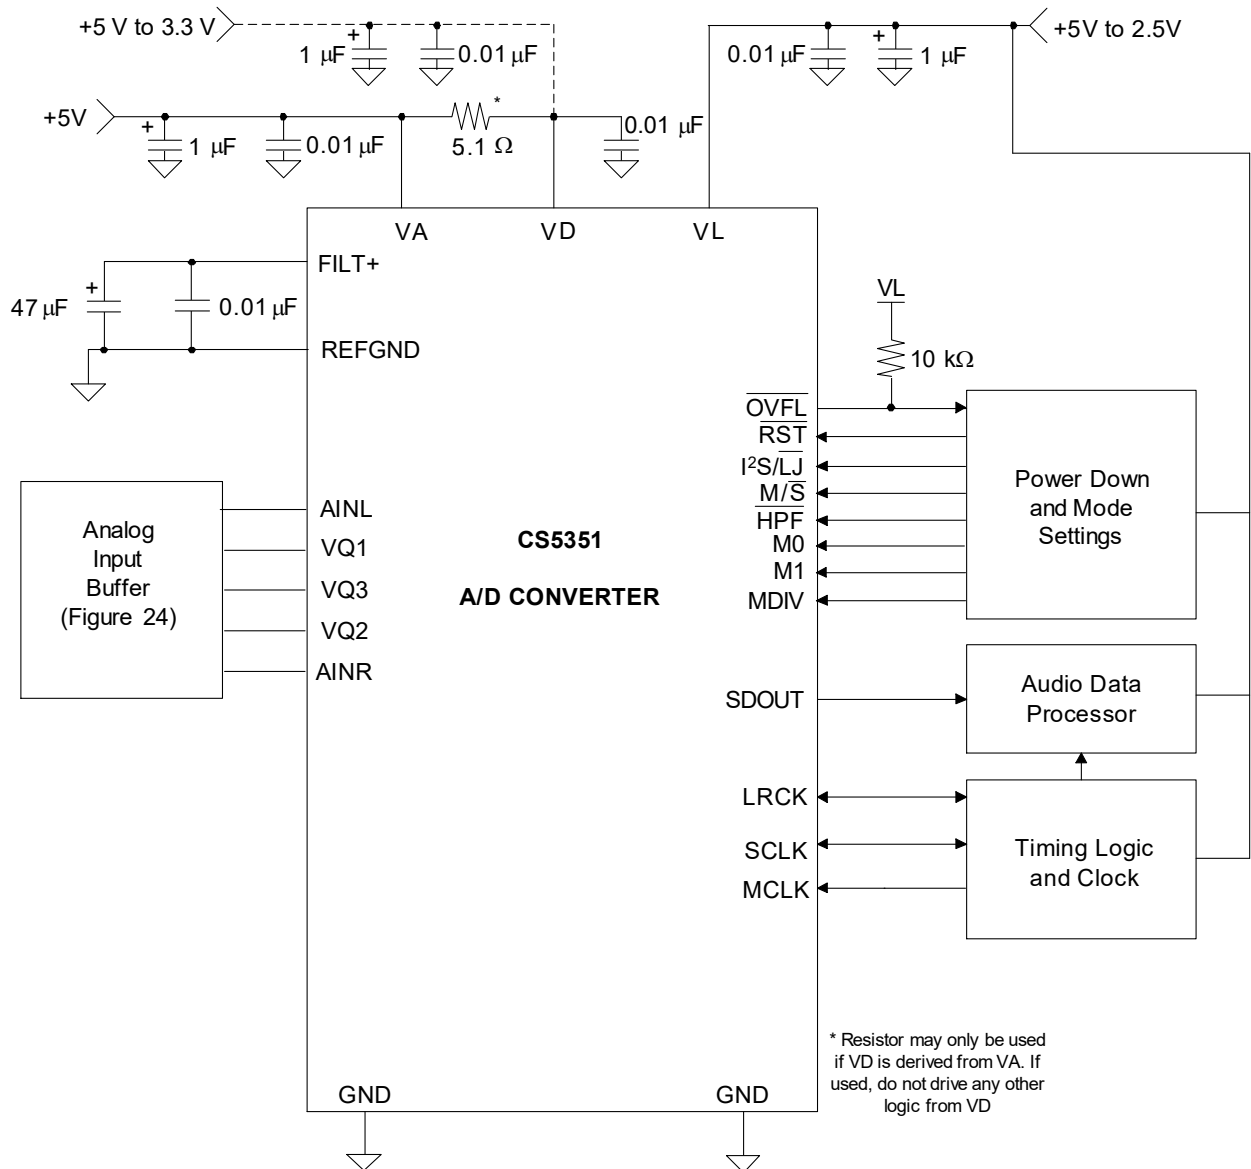 +5 V to 3.3 V
+
1 μF
0.01 μF
0.01 μF
+
1 μF
+5V to 2.5V
+5V
+
1 μF
0.01 μF
*
5.1 Ω
0.01 μF
VA
VD
VL
FILT+
47 μF
+
0.01 μF
REFGND
VL
10 kΩ
OVFL
RST
I²S/LJ
M/S
HPF
M0
M1
MDIV
Power Down
and Mode
Settings
Analog
Input
Buffer
(Figure 24)
AINL
VQ1
VQ3
VQ2
AINR
CS5351
A/D CONVERTER
SDOUT
Audio Data
Processor
LRCK
SCLK
MCLK
Timing Logic
and Clock
* Resistor may only be used
if VD is derived from VA. If
used, do not drive any other
logic from VD
GND
GND